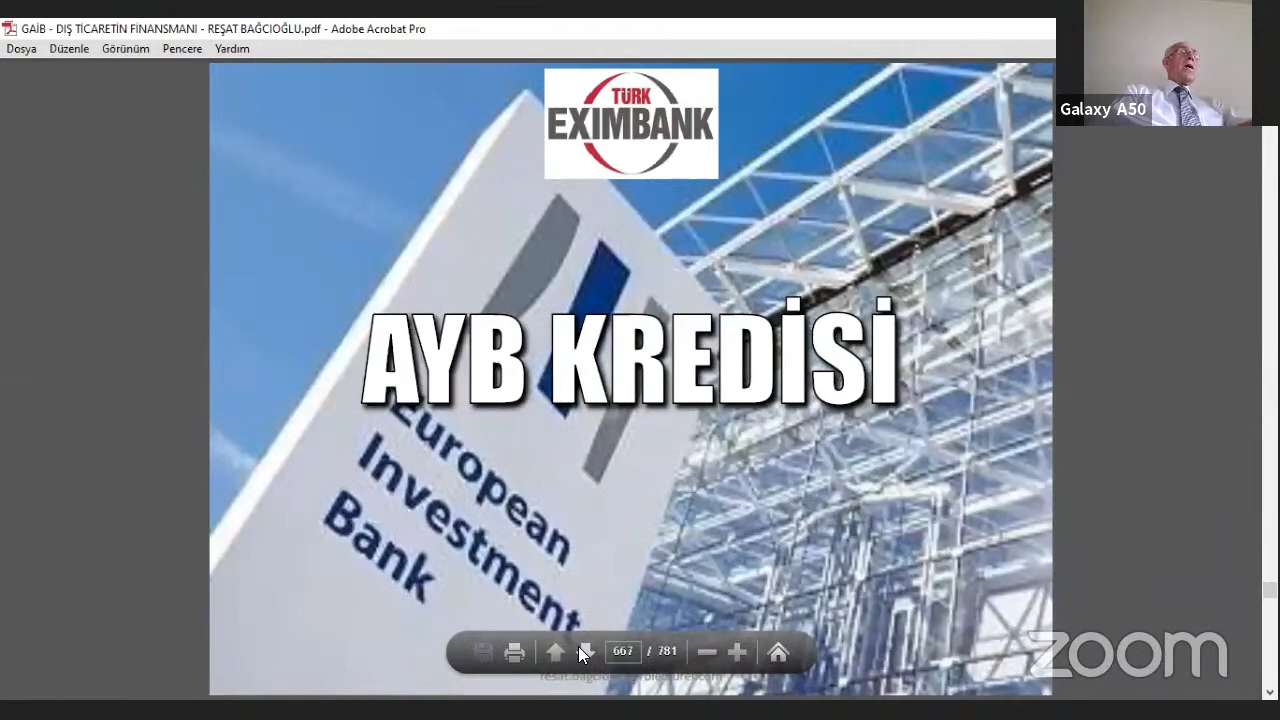 GAİB - DIŞ TİCARETİN FİNANSMANI - REŞAT BAĞCIOĞLU.pdf - Adobe Acrobat Pro
Dosya Düzenle Görünüm Pencere Yardım
Galaxy A50
TÜRK
EXIMBANK
AYB KREDİSİ
European
Investment
Bank
667 / 781
zoom